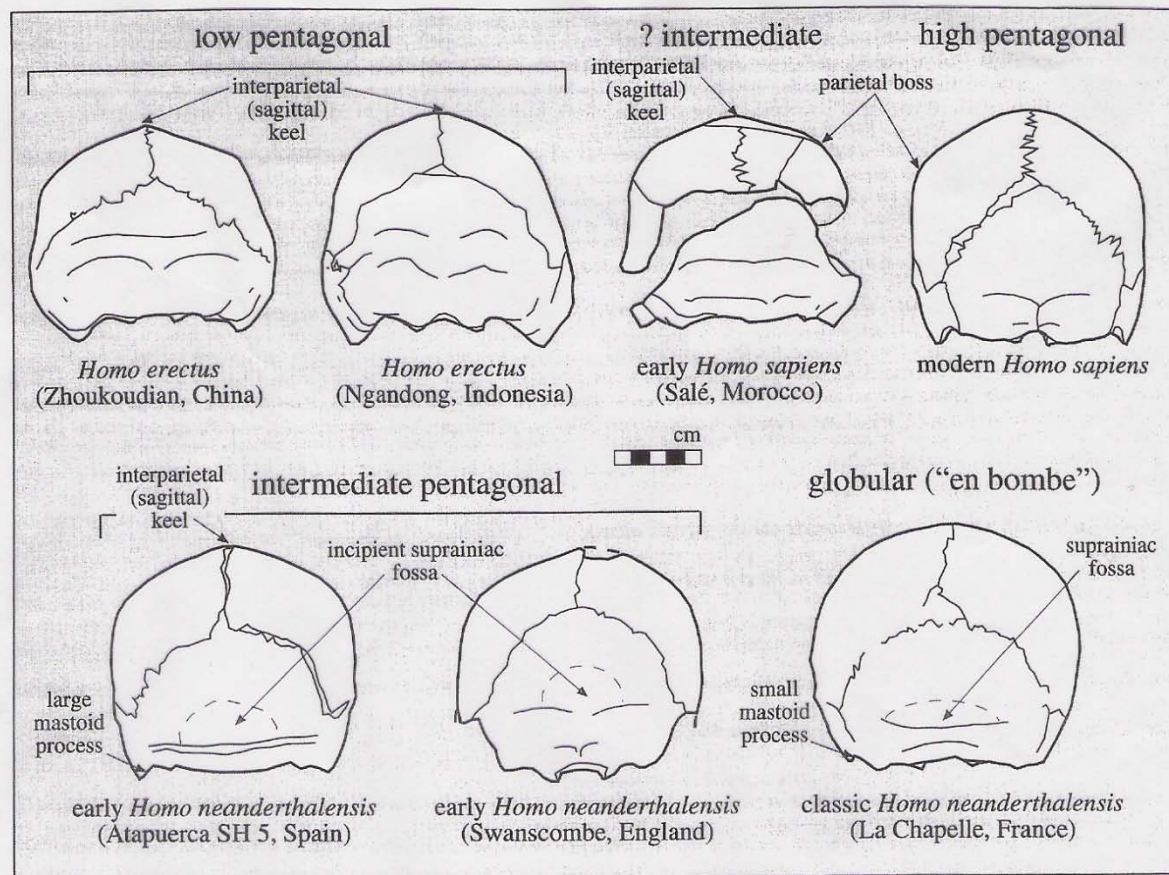 low pentagonal
? intermediate
high pentagonal
interparietal
(sagittal)
keel
interparietal
(sagittal)
keel
parietal boss
Homo erectus
(Zhoukoudian, China)
Homo erectus
(Ngandong, Indonesia)
early Homo sapiens
(Salé, Morocco)
modern Homo sapiens
cm
interparietal
(sagittal)
keel
intermediate pentagonal
globular ("en bombe")
incipient suprainiac
fossa
suprainiac
fossa
large
mastoid
process
small
mastoid
process
early Homo neanderthalensis
(Atapuerca SH 5, Spain)
early Homo neanderthalensis
(Swanscombe, England)
classic Homo neanderthalensis
(La Chapelle, France)